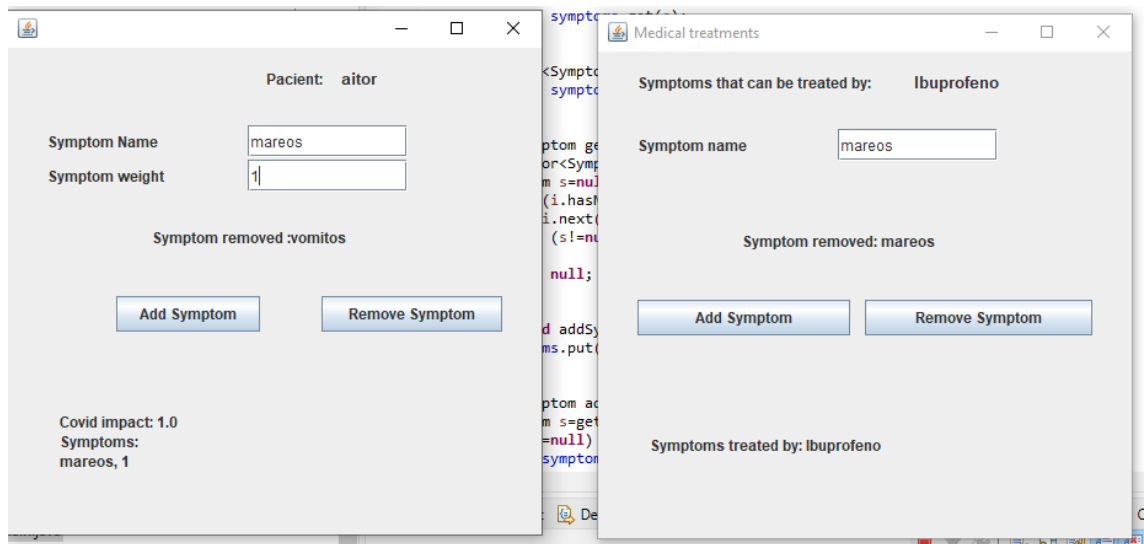 Pacient: aitor
Symptom Name mareos
Symptom weight 1
Symptom removed :vomitos
Add Symptom Remove Symptom
Covid impact: 1.0
Symptoms:
mareos, 1
<Sympto
ptom ge
or<Symp
m s=nul
(i.hasN
i.next(
(s!=nu
null;
d addSy
ms.put(
ptom ad
m s=get
=null)
symptom
De
Medical treatments
Symptoms that can be treated by: Ibuprofeno
Symptom name mareos
Symptom removed: mareos
Add Symptom Remove Symptom
Symptoms treated by: Ibuprofeno